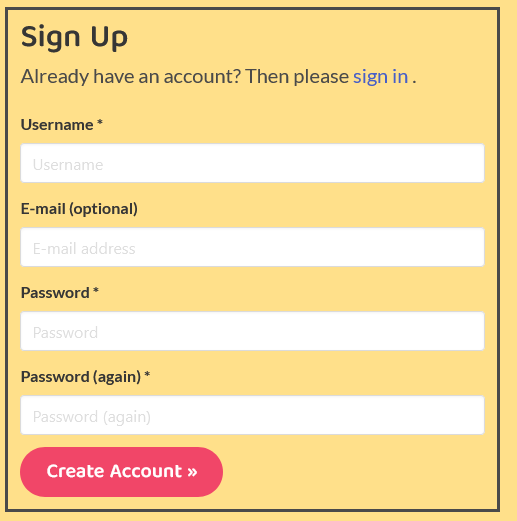 Sign Up
Already have an account? Then please sign in .
Username *
Username
E-mail (optional)
E-mail address
Password *
Password
Password (again) *
Password (again)
Create Account »